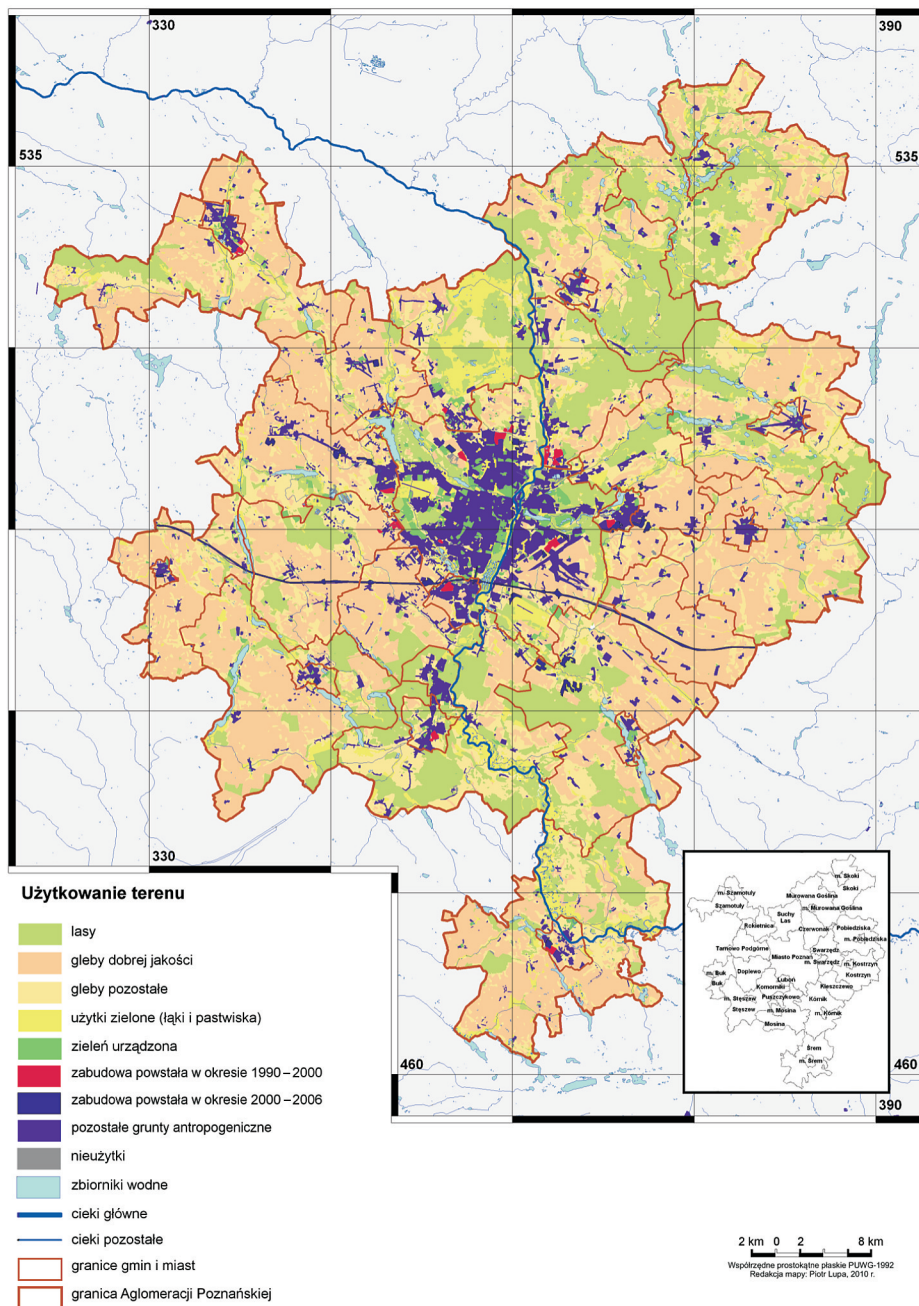 330
390
535
535
330
Użytkowanie terenu
lasy
gleby dobrej jakości
gleby pozostałe
użytki zielone (łąki i pastwiska)
zieleń urządzona
zabudowa powstała w okresie 1990–2000
zabudowa powstała w okresie 2000–2006
pozostałe grunty antropogeniczne
nieużytki
zbiorniki wodne
cieki główne
cieki pozostałe
granice gmin i miast
granica Aglomeracji Poznańskiej
m. Skoki
Skoki
m. Szamotuły
Szamotuły
Murowana Goślina
m. Murowana Goślina
Suchy
Las
Rokietnica
Czerwonak
Pobiedziska
m. Pobiedziska
Tarnowo Podgórne
Swarzędz
Miasto Poznań
m. Swarzędz
m. Kostrzyn
Kostrzyn
m. Buk
Buk
Dopiewo
Luboń
Komorniki
Kleszczewo
m. Stęszew
Stęszew
Puszczykowo
m. Mosina
Mosina
Kórnik
m. Kórnik
Śrem
m. Śrem
460
460
390
2 km 0 2 8 km
Współrzędne prostokątne płaskie PUWG-1992
Redakcja mapy: Piotr Lupa, 2010 r.